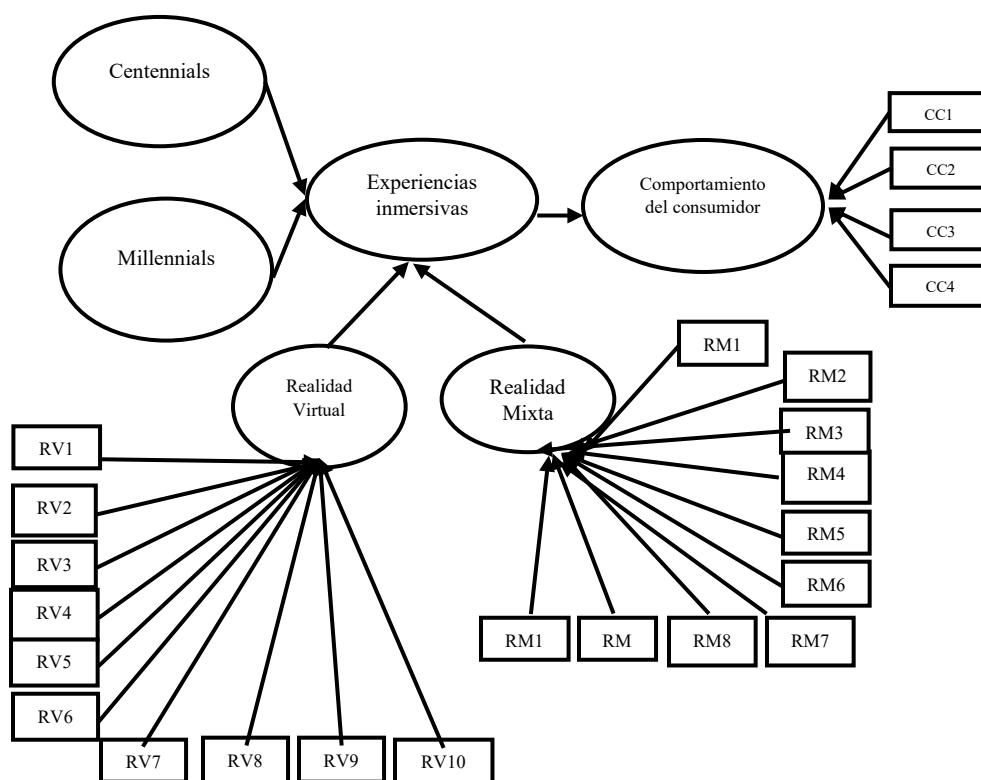 Centennials
Millennials
Experiencias
inmersivas
Comportamiento
del consumidor
CC1
CC2
CC3
CC4
Realidad
Virtual
Realidad
Mixta
RM1
RM2
RM3
RM4
RM5
RM6
RM1
RM
RM8
RM7
RV1
RV2
RV3
RV4
RV5
RV6
RV7
RV8
RV9
RV10